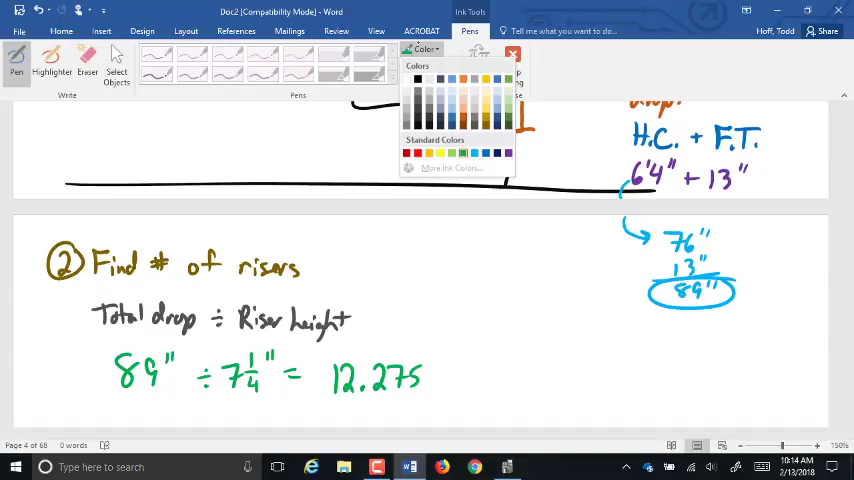 Doc2 [Compatibility Mode] - Word
Ink Tools
Hoff, Todd
File Home Insert Draw Design Layout References Mailings Review View ACROBAT Pens Tell me what you want to do... Share
Pen Highlighter Eraser Select Objects
Color
Write
Pens
Colors
Standard Colors
More Ink Colors...
drop:
H.C. + F.T.
6'4" + 13"
76"
13"
89"
2 Find # of risers
Total drop ÷ Riser height
89" ÷ 7 1/4" = 12.275
Page 4 of 68 0 words
150%
Type here to search
10:14 AM
2/13/2018